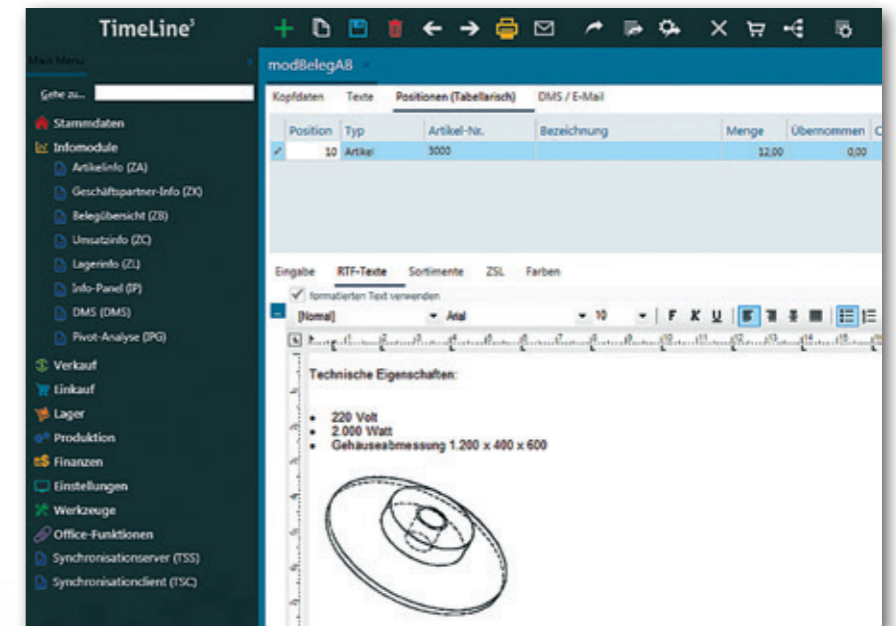 TimeLine³
Main Menu
Gehe zu...
Stammdaten
Infomodule
Artikelinfo (ZA)
Geschäftspartner-Info (ZK)
Belegübersicht (ZB)
Umsatzinfo (ZC)
Lagerinfo (ZL)
Info-Panel (IP)
DMS (DMS)
Pivot-Analyse (IPG)
Verkauf
Einkauf
Lager
Produktion
Finanzen
Einstellungen
Werkzeuge
Office-Funktionen
Synchronisationserver (TSS)
Synchronisationclient (TSC)
modBelegAB
Kopfdaten Texte Positionen (Tabellarisch) DMS / E-Mail
Position Typ Artikel-Nr. Bezeichnung Menge Übernommen
10 Artikel 3000 12,00 0,00
Eingabe RTF-Texte Sortimente ZSL Farben
formatierten Text verwenden
[Normal] Arial 10 F K U
Technische Eigenschaften:
• 220 Volt
• 2.000 Watt
• Gehäuseabmessung 1.200 x 400 x 600